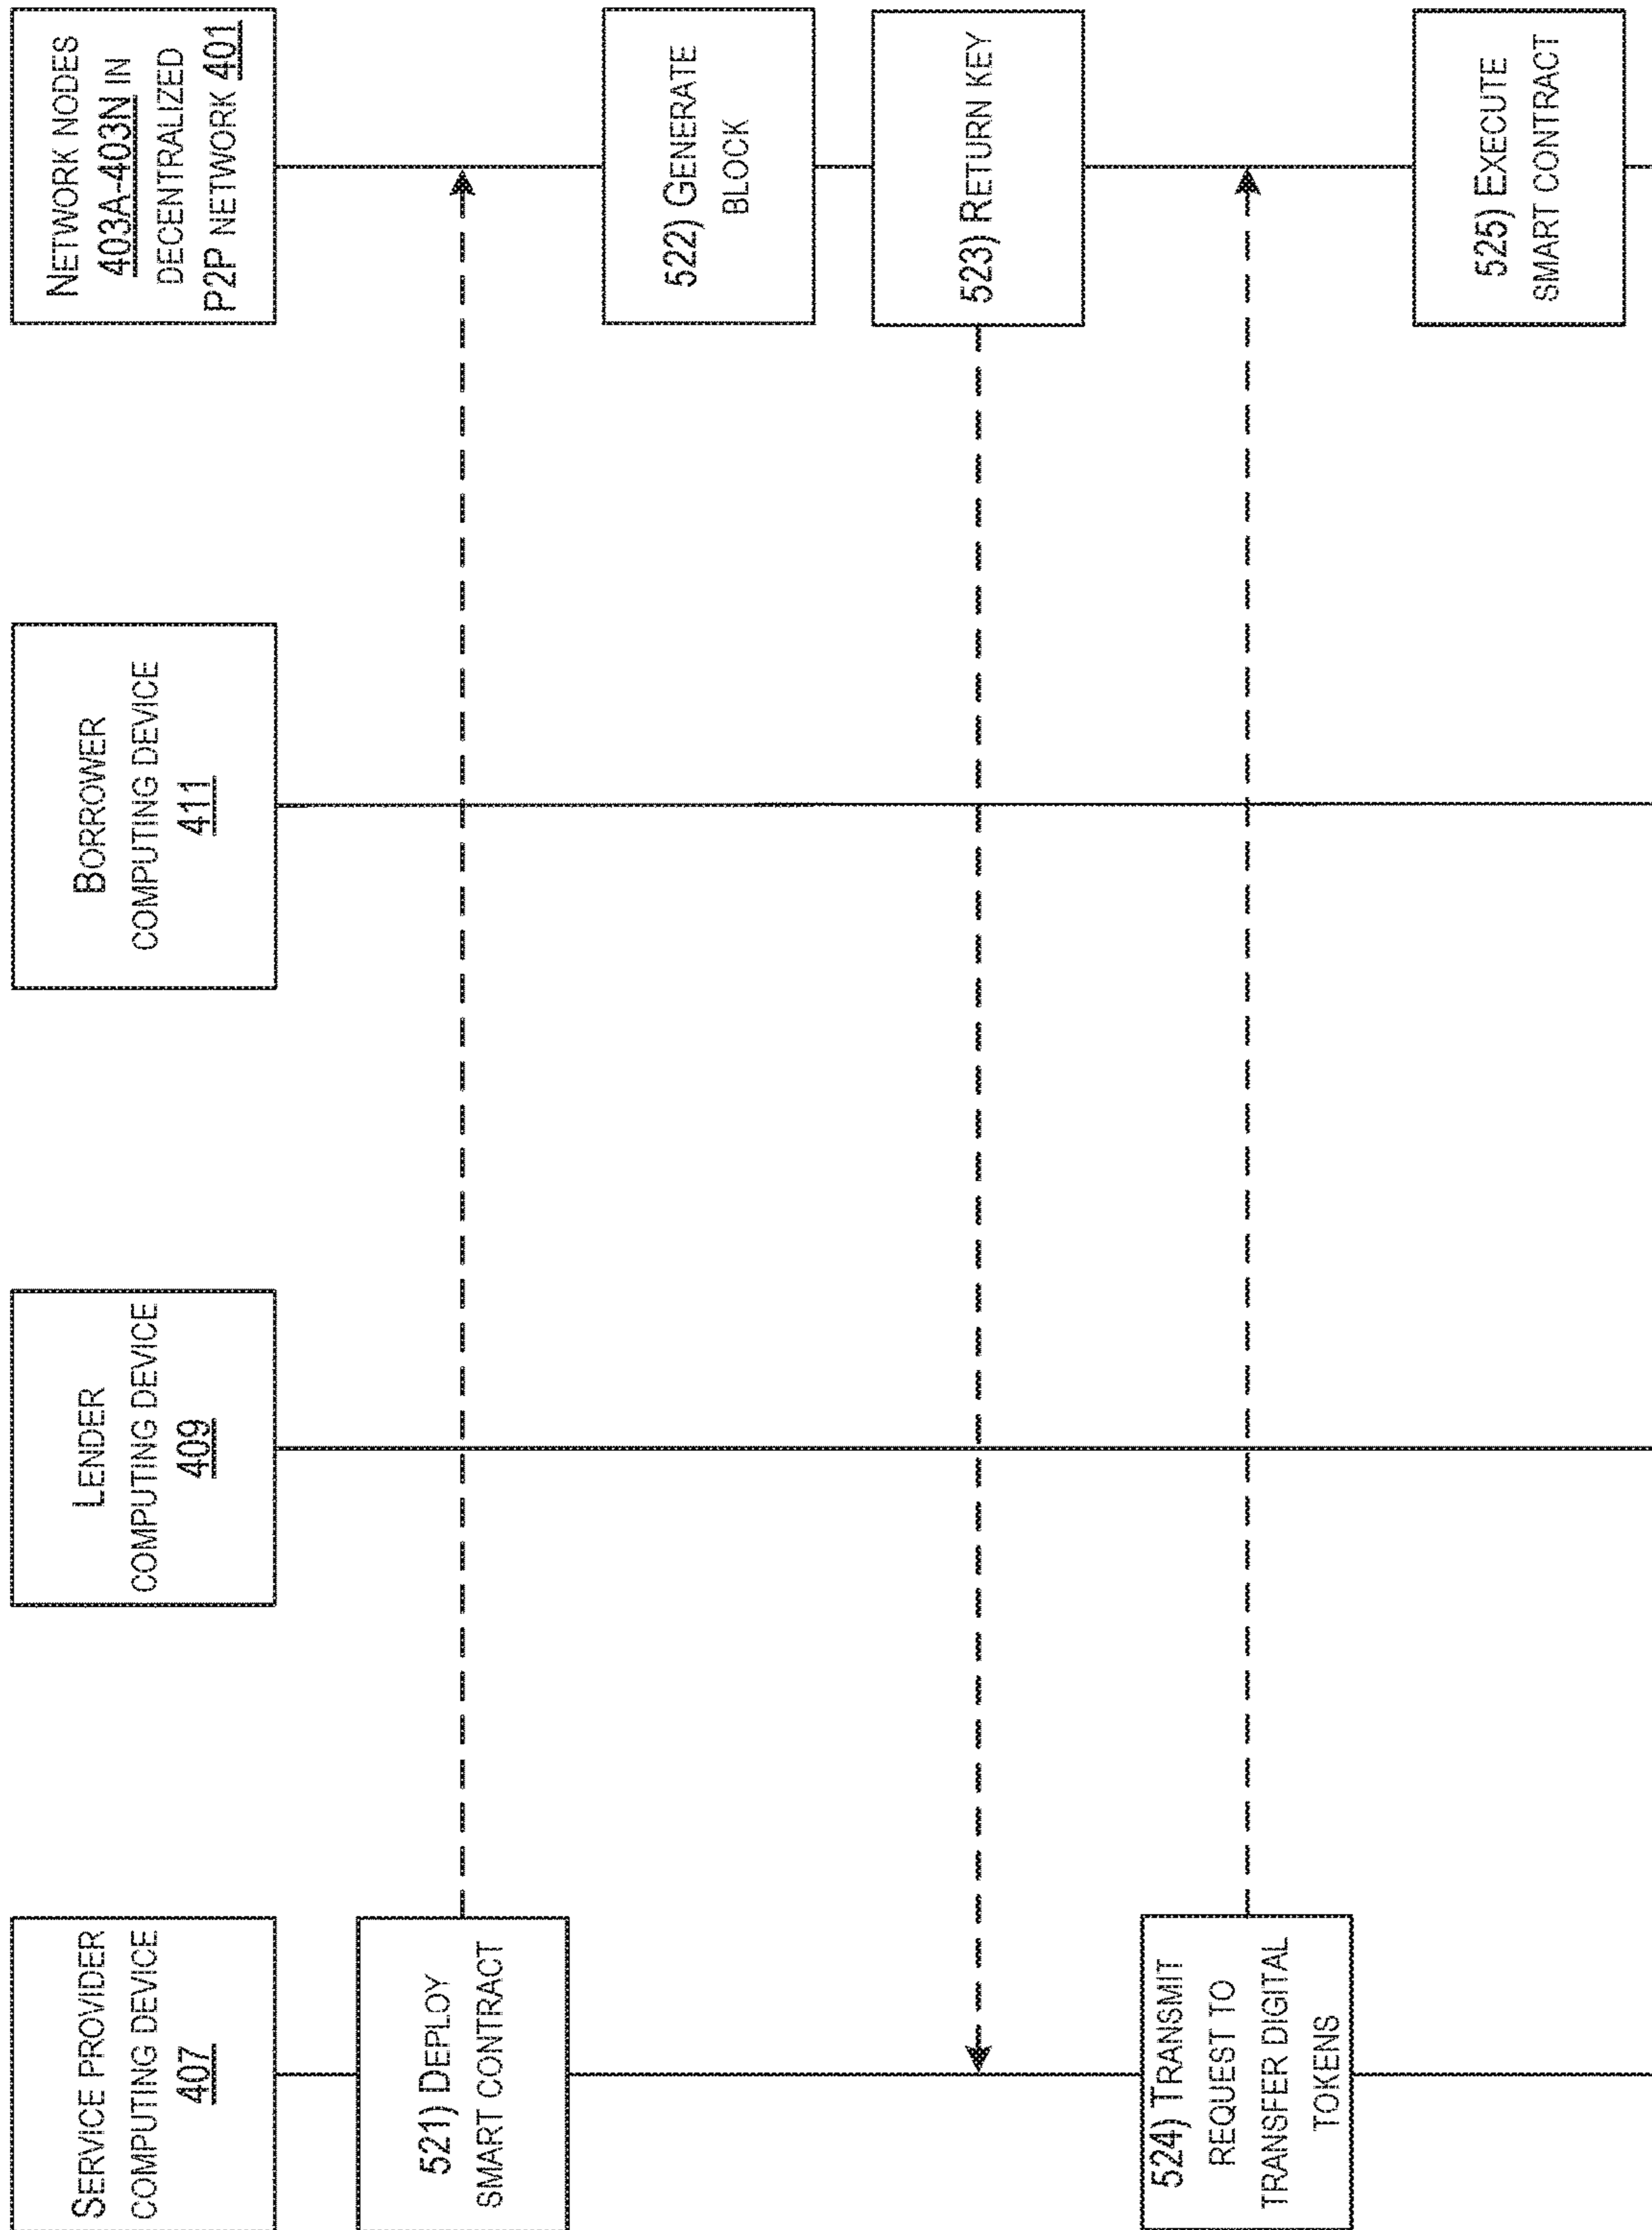 SERVICE PROVIDER
COMPUTING DEVICE
407
LENDER
COMPUTING DEVICE
409
BORROWER
COMPUTING DEVICE
411
NETWORK NODES
403A-403N IN
DECENTRALIZED
P2P NETWORK 401
521) DEPLOY
SMART CONTRACT
522) GENERATE
BLOCK
523) RETURN KEY
524) TRANSMIT
REQUEST TO
TRANSFER DIGITAL
TOKENS
525) EXECUTE
SMART CONTRACT